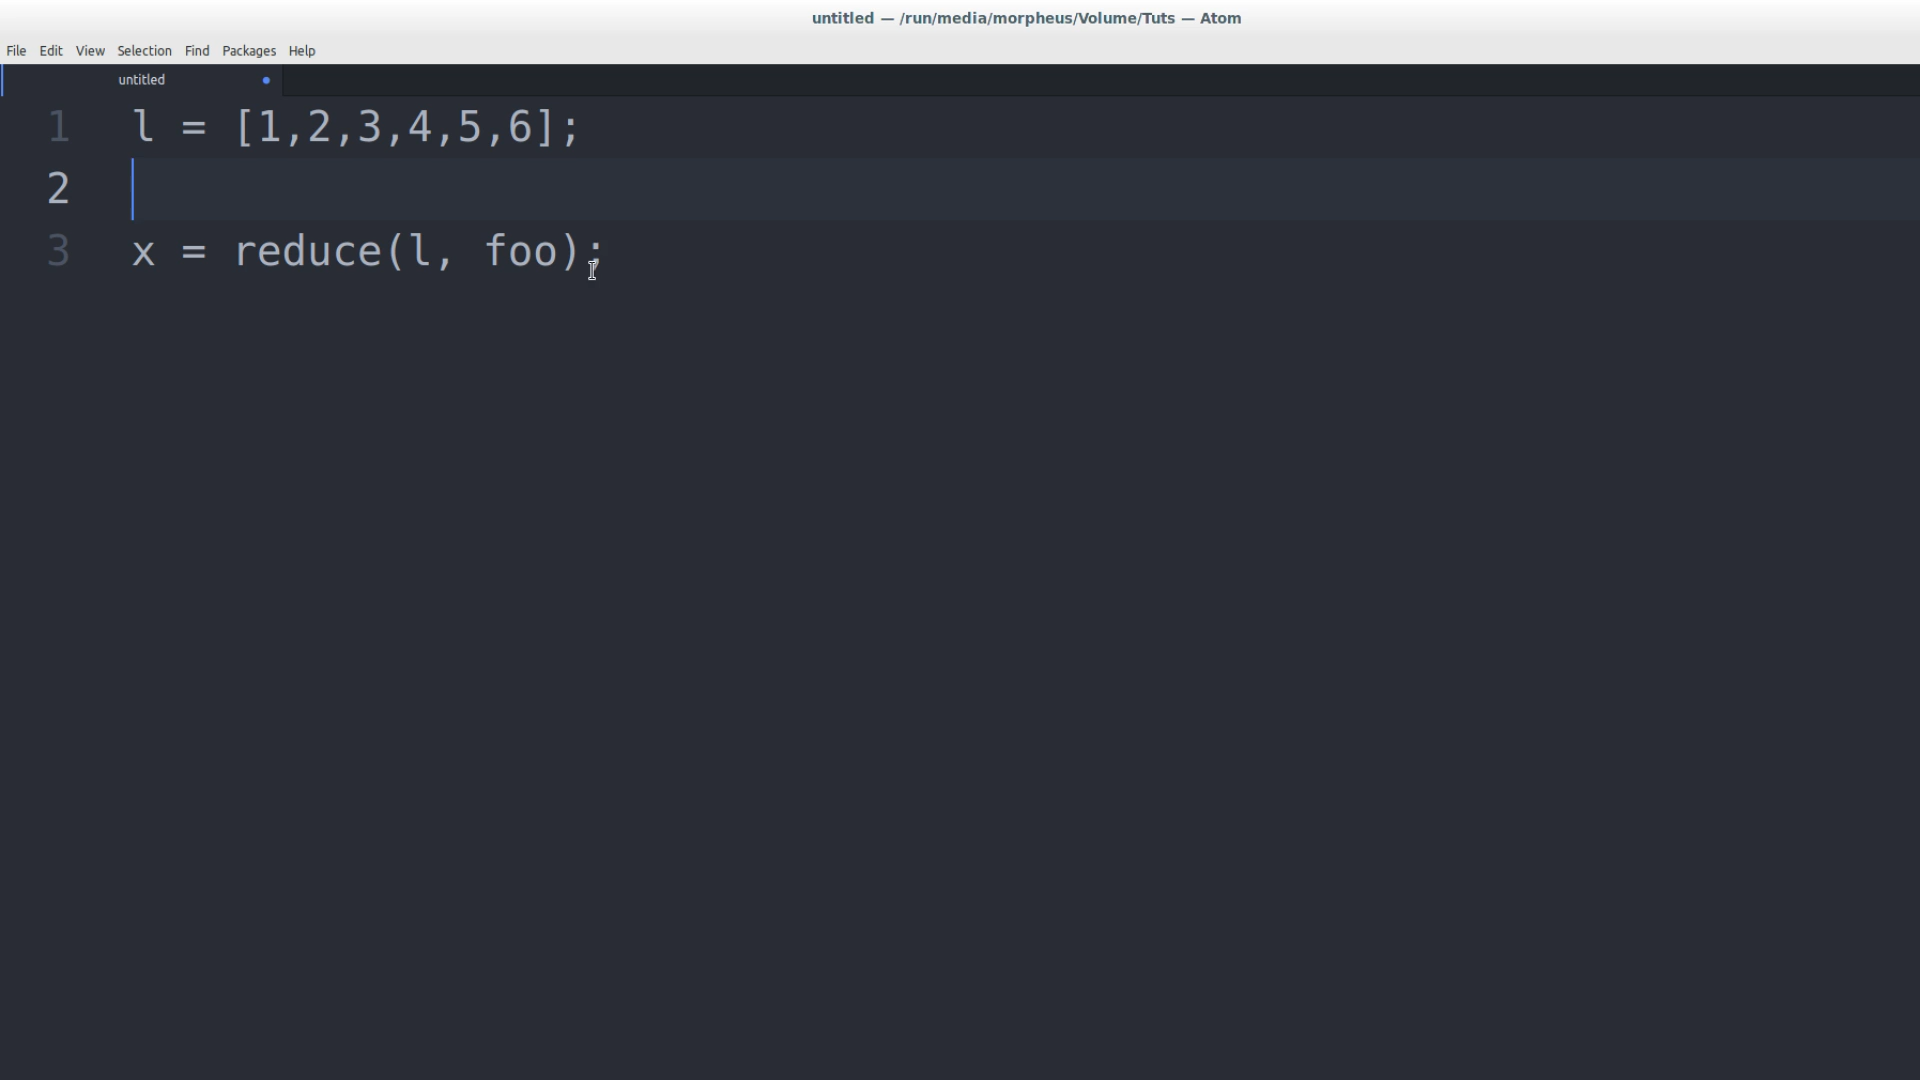 untitled — /run/media/morpheus/Volume/Tuts — Atom
File Edit View Selection Find Packages Help
untitled
1 l = [1,2,3,4,5,6];
2
3 x = reduce(l, foo);